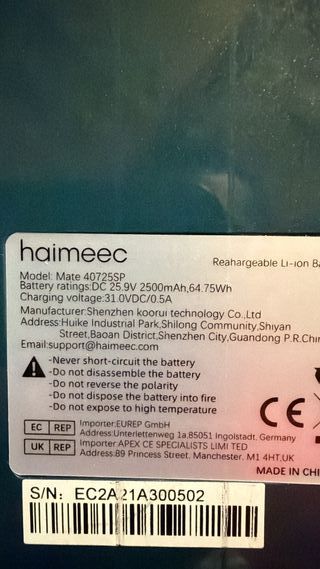 haimeec
Reahargeable Li-ion Ba
Model: Mate 40725SP
Battery ratings:DC 25.9V 2500mAh,64.75Wh
Charging voltage:31.0VDC/0.5A
Manufacturer:Shenzhen koorui technology Co.,Ltd
Address:Huike Industrial Park,Shilong Community,Shiyan
Street,Baoan District,Shenzhen City,Guandong P.R.Chin
Email:support@haimeec.com
-Never short-circuit the battery
-Do not disassemble the battery
-Do not reverse the polarity
-Do not dispose the battery into fire
-Do not expose to high temperature
CE
EC REP Importer:EUREP GmbH
Address:Unterlettenweg 1a,85051 Ingolstadt, Germany
UK REP Importer:APEX CE SPECIALISTS LIMI TED
Address:89 Princess Street, Manchester, M1 4HT,UK
MADE IN CHI
S/N: EC2A21A300502